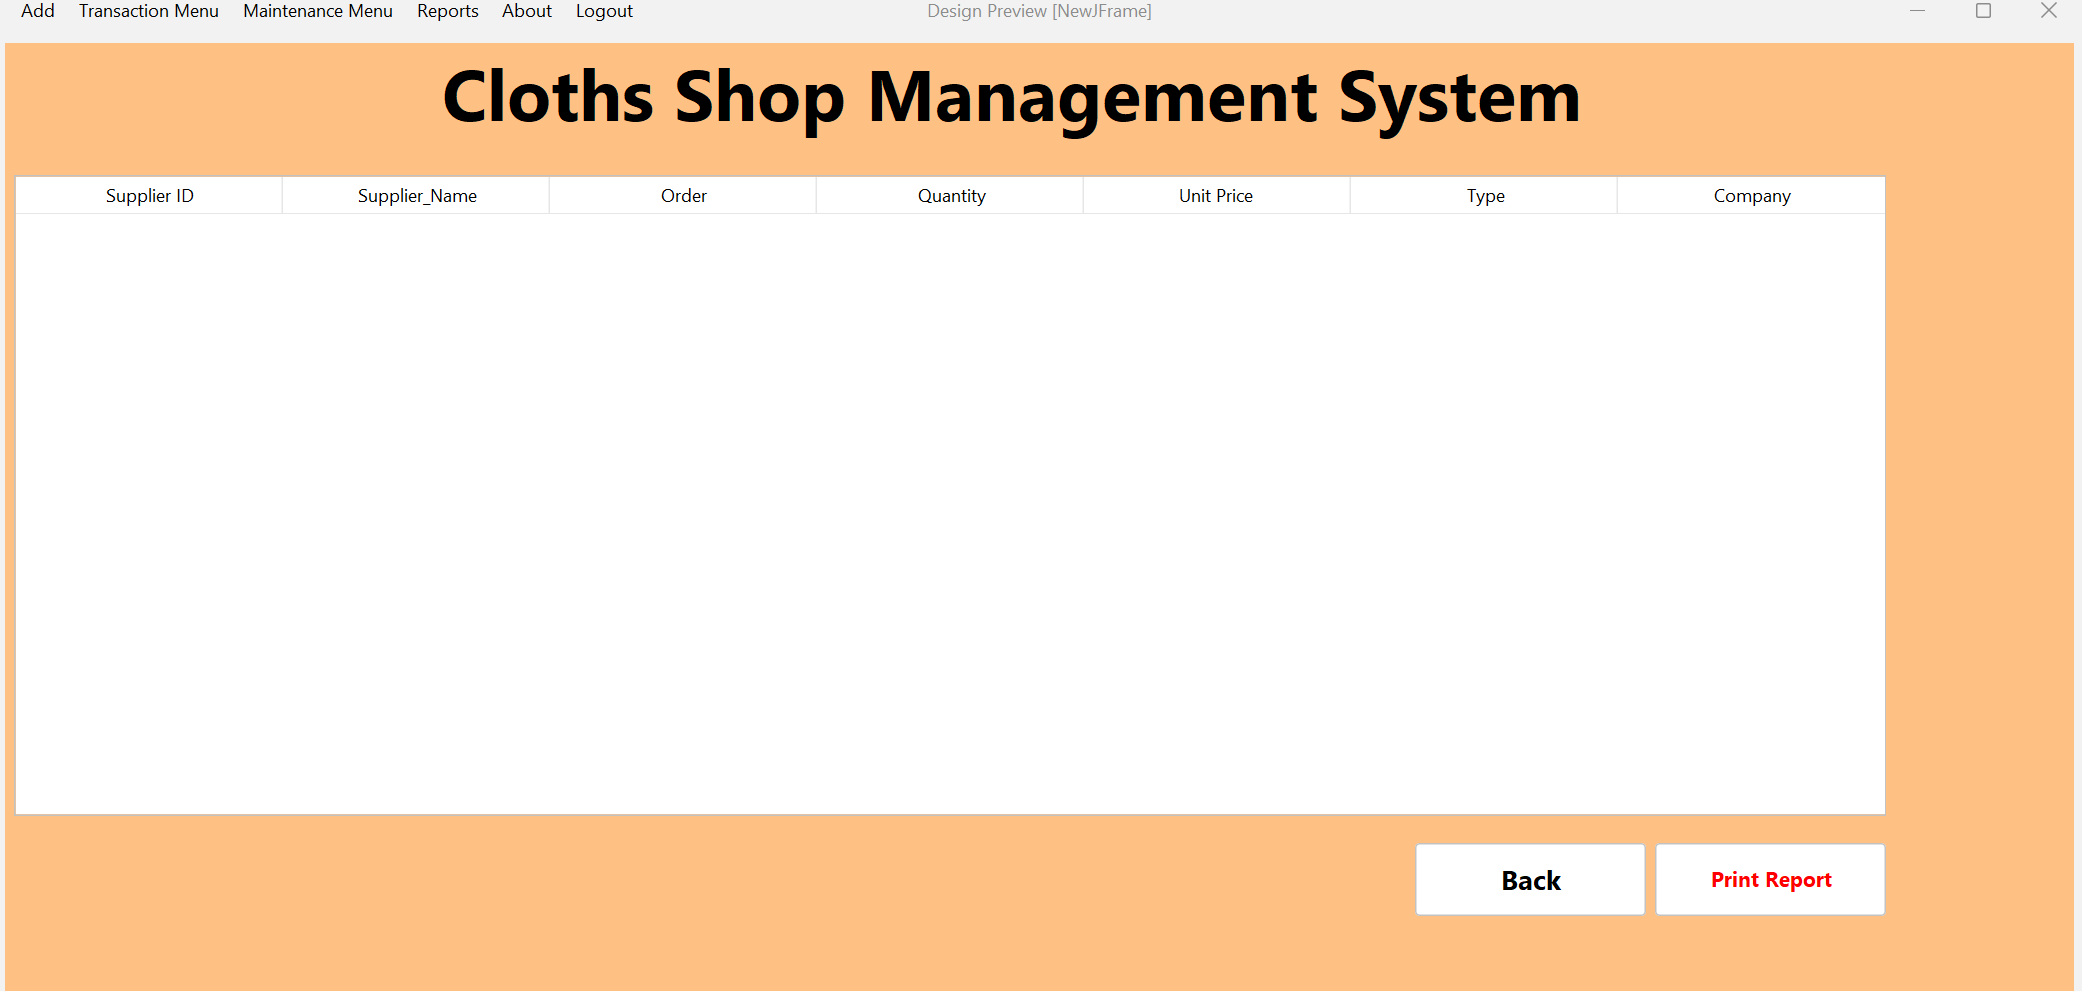 Add Transaction Menu Maintenance Menu Reports About Logout Design Preview [NewJFrame]
Cloths Shop Management System
Supplier ID Supplier_Name Order Quantity Unit Price Type Company
Back Print Report